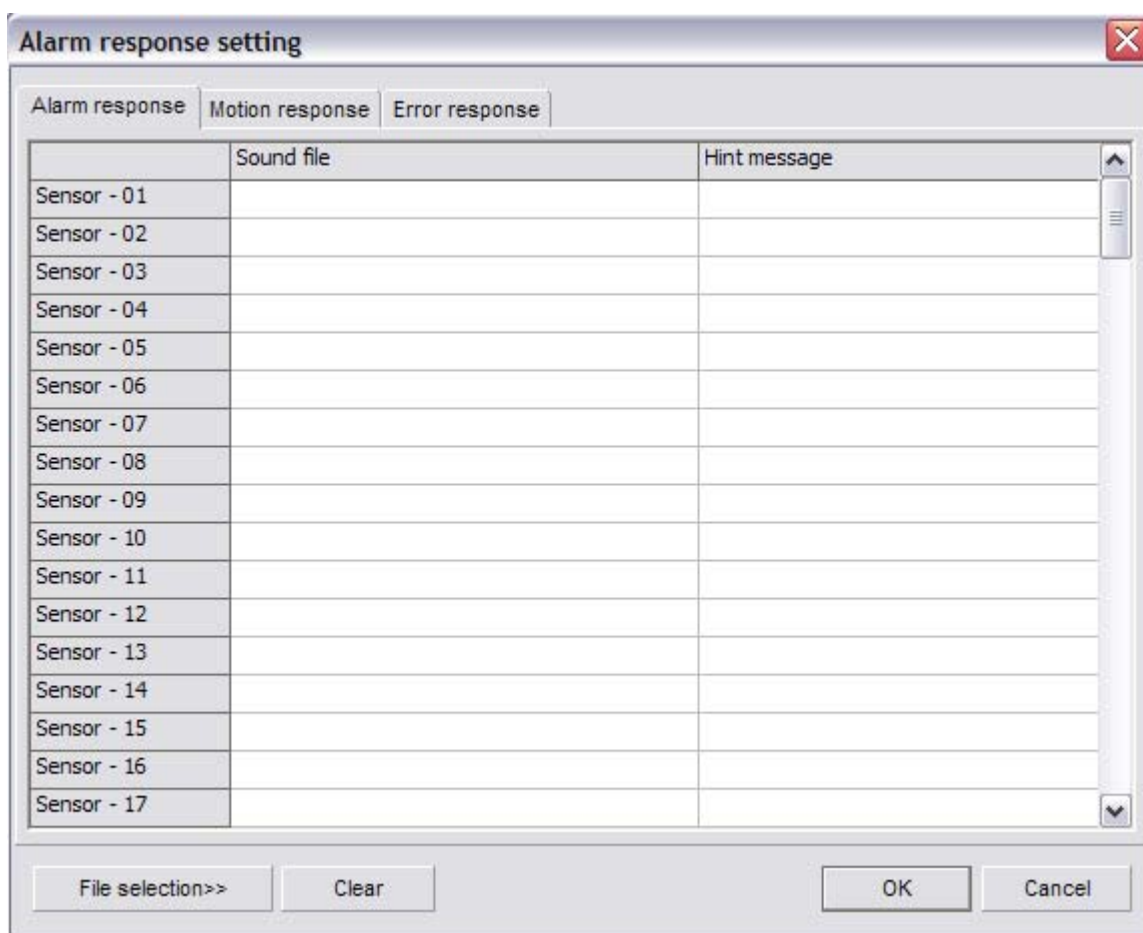 Alarm response setting
Alarm response Motion response Error response
Sound file Hint message
Sensor - 01
Sensor - 02
Sensor - 03
Sensor - 04
Sensor - 05
Sensor - 06
Sensor - 07
Sensor - 08
Sensor - 09
Sensor - 10
Sensor - 11
Sensor - 12
Sensor - 13
Sensor - 14
Sensor - 15
Sensor - 16
Sensor - 17
File selection>> Clear OK Cancel